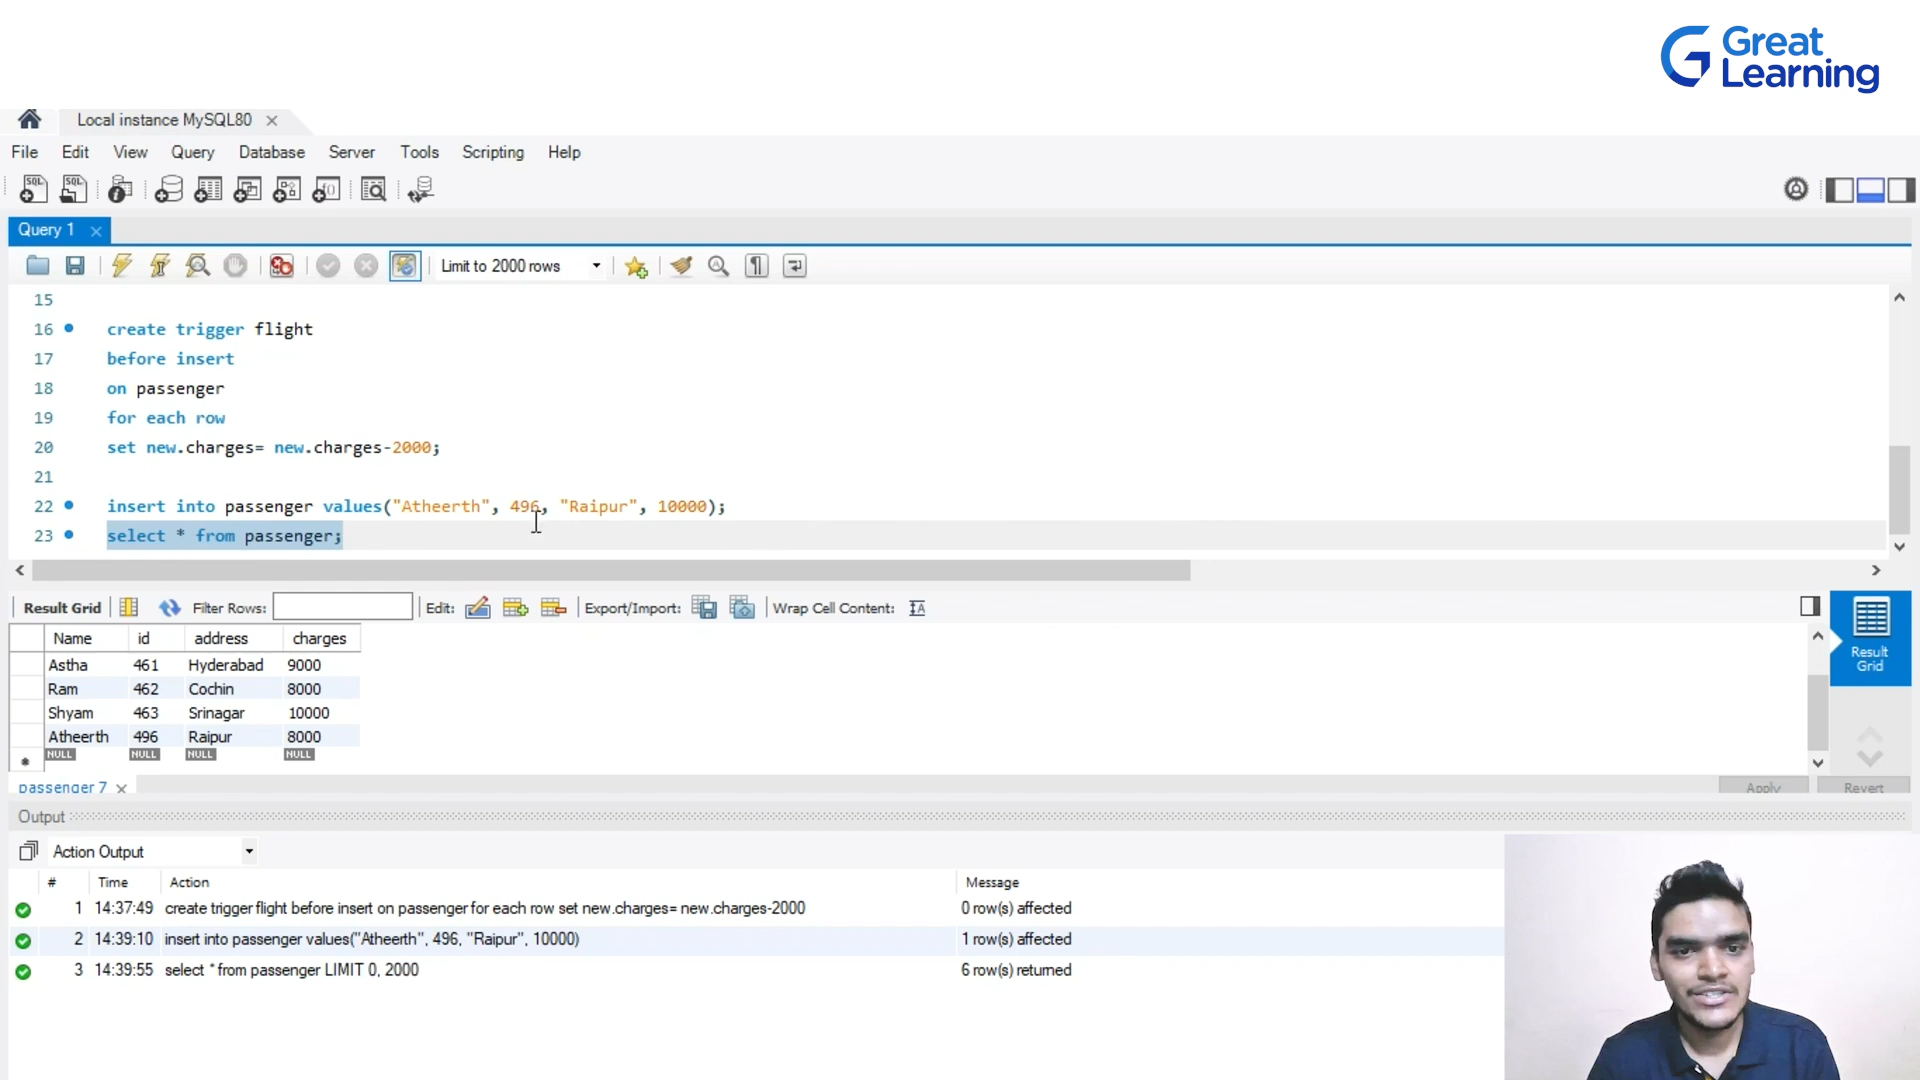 Great
Learning
Local instance MySQL80
File Edit View Query Database Server Tools Scripting Help
Query 1
Limit to 2000 rows
15
16 create trigger flight
17 before insert
18 on passenger
19 for each row
20 set new.charges= new.charges-2000;
21
22 insert into passenger values("Atheerth", 496, "Raipur", 10000);
23 select * from passenger;
Result Grid Filter Rows: Edit: Export/Import: Wrap Cell Content:
Name id address charges
Astha 461 Hyderabad 9000
Ram 462 Cochin 8000
Shyam 463 Srinagar 10000
Atheerth 496 Raipur 8000
NULL NULL NULL NULL
Result
Grid
passenger 7 Apply Revert
Output
Action Output
# Time Action Message
1 14:37:49 create trigger flight before insert on passenger for each row set new.charges= new.charges-2000 0 row(s) affected
2 14:39:10 insert into passenger values("Atheerth", 496, "Raipur", 10000) 1 row(s) affected
3 14:39:55 select * from passenger LIMIT 0, 2000 6 row(s) returned